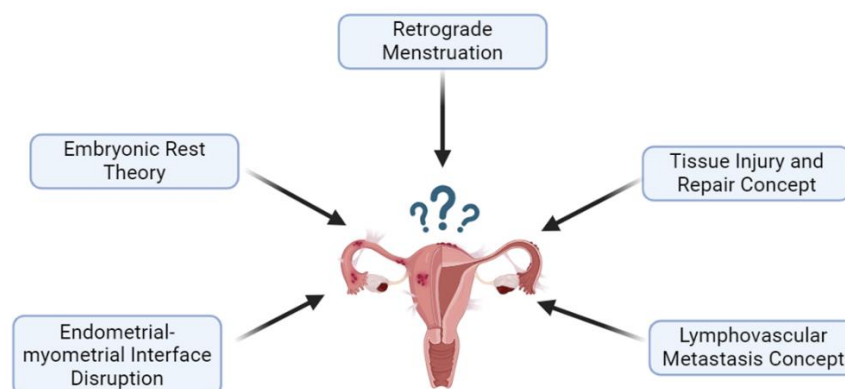 Retrograde
Menstruation
Embryonic Rest
Theory
Tissue Injury and
Repair Concept
???
Endometrial-
myometrial Interface
Disruption
Lymphovascular
Metastasis Concept